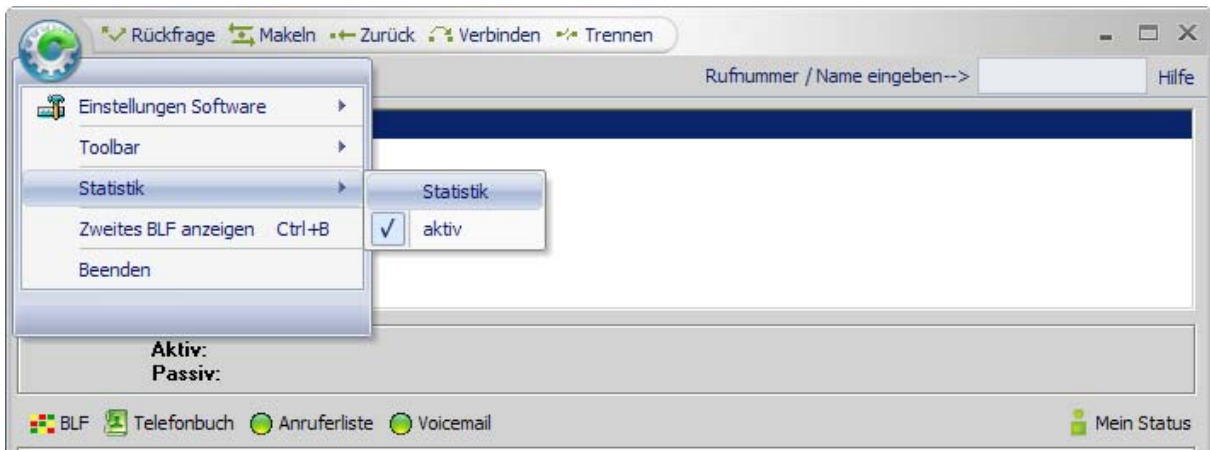 Rückfrage Makeln Zurück Verbinden Trennen
Rufnummer / Name eingeben--> Hilfe
Einstellungen Software
Toolbar
Statistik
Statistik
aktiv
Zweites BLF anzeigen Ctrl+B
Beenden
Aktiv:
Passiv:
BLF Telefonbuch Anruferliste Voicemail Mein Status